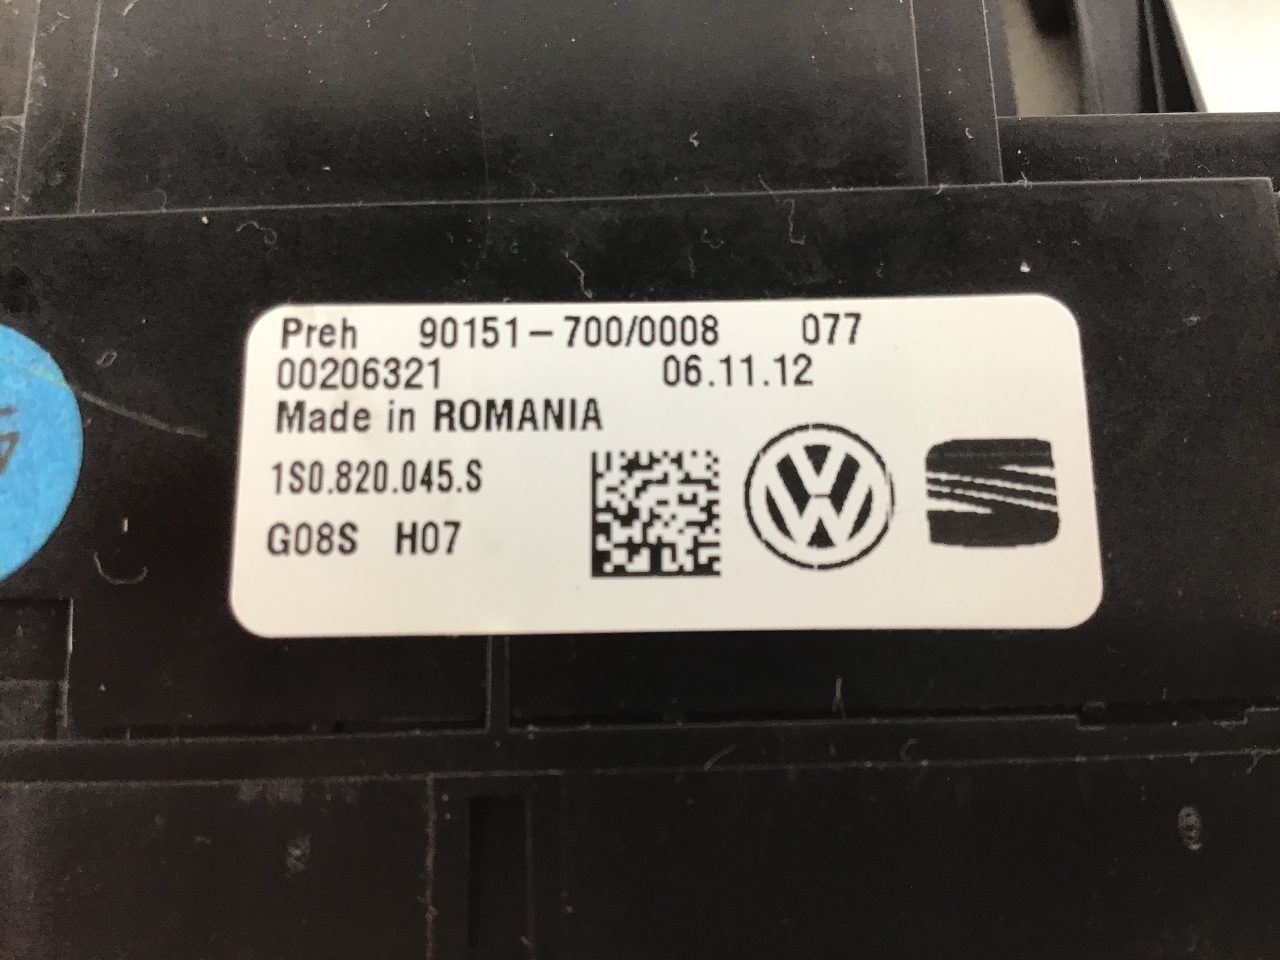 Preh 90151-700/0008 077
00206321 06.11.12
Made in ROMANIA
1S0.820.045.S
G08S H07